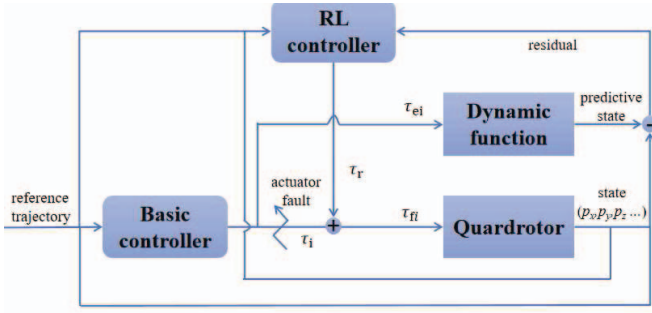 RL
controller
residual
τei
Dynamic
function
predictive
state
-
τr
actuator
fault
reference
trajectory
Basic
controller
τi
+
τfi
Quardrotor
state
(px,py,pz ...)